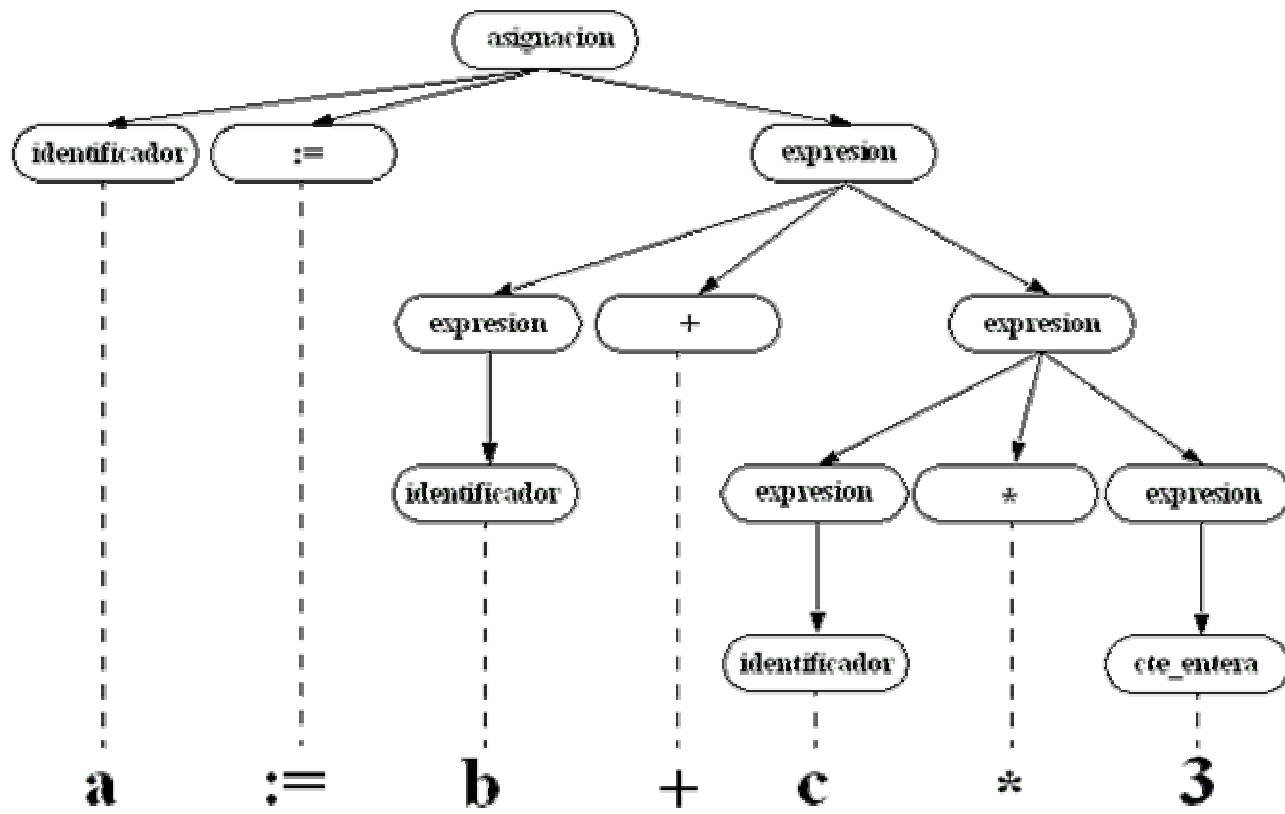 asignacion
identificador := expresion
expresion + expresion
identificador expresion * expresion
identificador cte_entera
a := b + c * 3